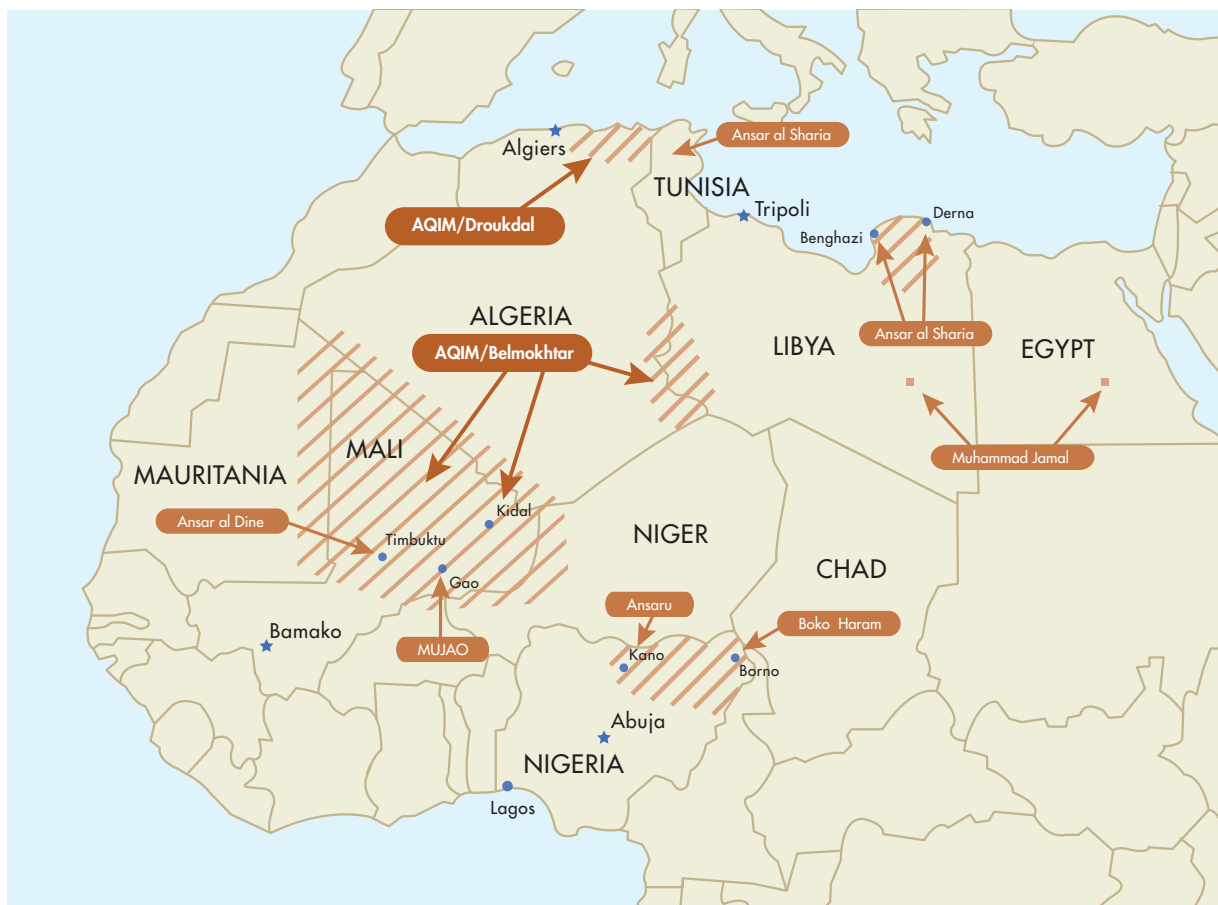 Ansar al Sharia
Algiers
TUNISIA
AQIM/Droukdal
Tripoli
Derna
Benghazi
ALGERIA
AQIM/Belmokhtar
LIBYA
Ansar al Sharia
EGYPT
MALI
Muhammad Jamal
MAURITANIA
Kidal
Ansar al Dine
NIGER
Timbuktu
CHAD
Gao
Ansaru
Boko Haram
Bamako
MUJAO
Kano
Borno
Abuja
NIGERIA
Lagos